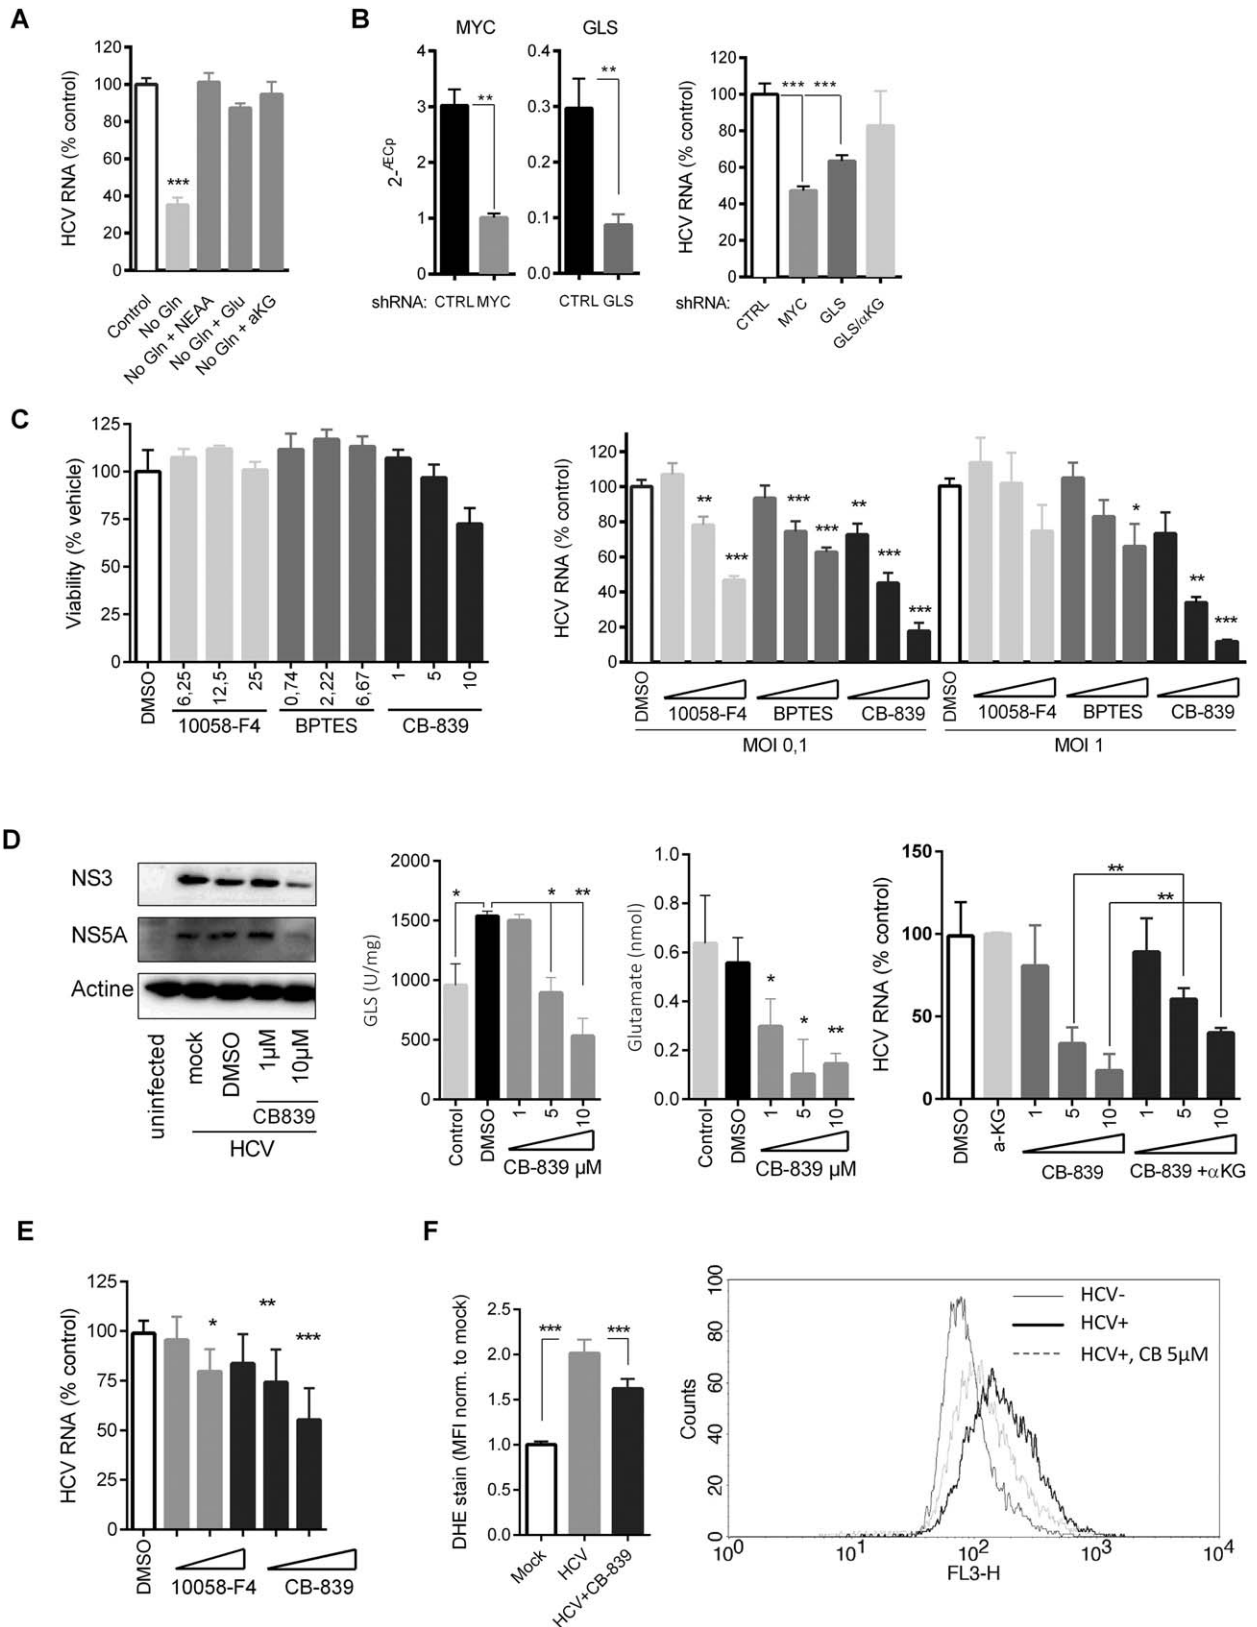 A
HCV RNA (% control)
120
100
80
60
40
20
0
***
Control
No Gln
No Gln + NEAA
No Gln + Glu
No Gln + aKG
B
MYC
2-ÆCp
4
3
2
1
0
**
GLS
0.4
0.3
0.2
0.1
0.0
**
shRNA: CTRL MYC CTRL GLS
HCV RNA (% control)
120
100
80
60
40
20
0
*** ***
shRNA:
CTRL
MYC
GLS
GLS/αKG
C
Viability (% vehicle)
125
100
75
50
25
0
DMSO
6,25
12,5
25
0,74
2,22
6,67
1
5
10
10058-F4 BPTES CB-839
HCV RNA (% control)
120
100
80
60
40
20
0
** *** *** *** ** *** ***
* ** ***
DMSO 10058-F4 BPTES CB-839 DMSO 10058-F4 BPTES CB-839
MOI 0,1 MOI 1
D
NS3
NS5A
Actine
uninfected
mock
DMSO
1µM
10µM
CB839
HCV
GLS (U/mg)
2000
1500
1000
500
0
* * **
Control
DMSO
1
5
10
CB-839 µM
Glutamate (nmol)
1.0
0.8
0.6
0.4
0.2
0.0
* * **
Control
DMSO
1
5
10
CB-839 µM
HCV RNA (% control)
150
100
50
0
**
**
DMSO
a-KG
1
5
10
1
5
10
CB-839 CB-839 +αKG
E
HCV RNA (% control)
125
100
75
50
25
0
* ** ***
DMSO
10058-F4 CB-839
F
DHE stain (MFI norm. to mock)
2.5
2.0
1.5
1.0
0.5
0.0
*** ***
Mock
HCV
HCV+CB-839
Counts
100
80
60
40
20
0
HCV-
HCV+
HCV+, CB 5µM
10⁰ 10¹ 10² 10³ 10⁴
FL3-H